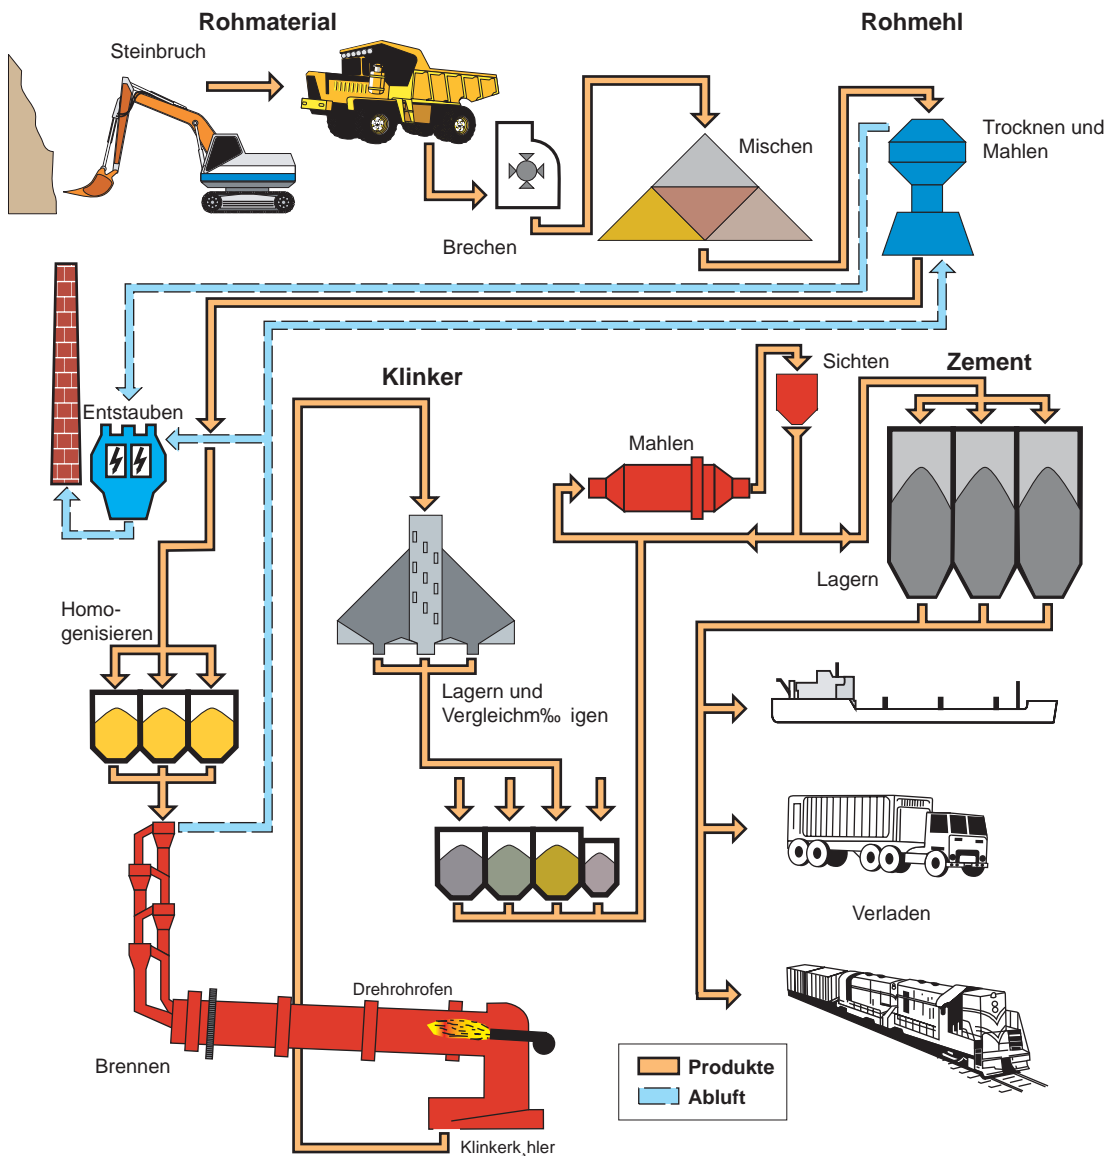 Rohmaterial
Rohmehl
Steinbruch
Trocknen und
Mahlen
Mischen
Brechen
Sichten
Klinker
Zement
Entstauben
Mahlen
Lagern
Homo-
genisieren
Lagern und
Vergleichm‰ igen
Verladen
Drehrohrofen
Brennen
Produkte
Abluft
Klinkerk¸hler